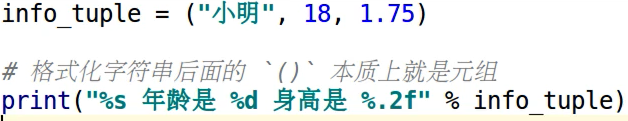 info_tuple = ("小明", 18, 1.75)
# 格式化字符串后面的 `()` 本质上就是元组
print("%s 年龄是 %d 身高是 %.2f" % info_tuple)